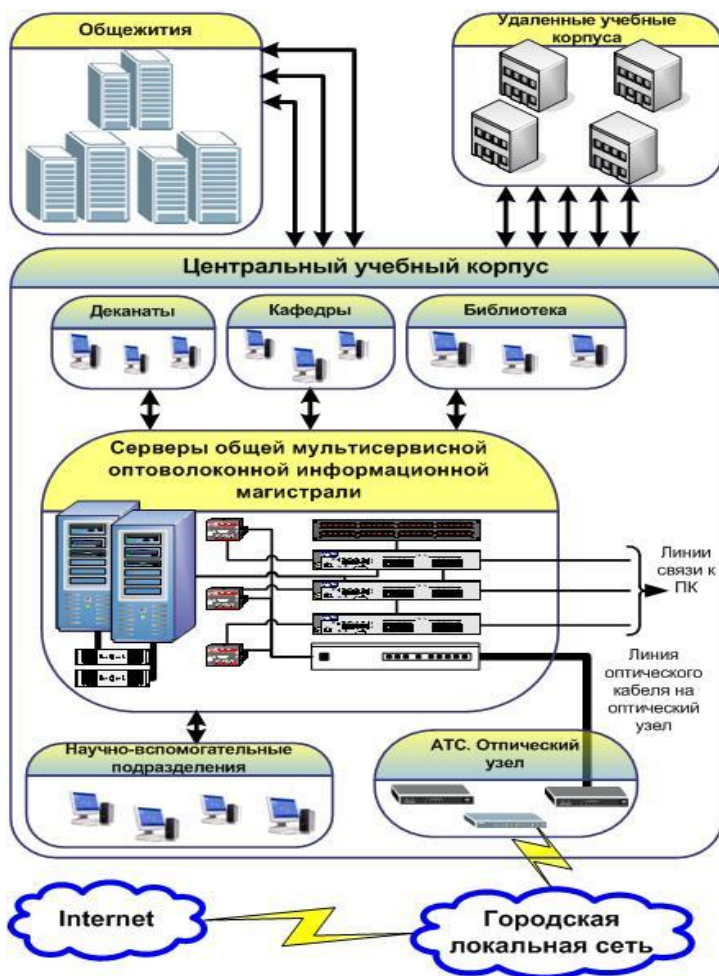 Общежития
Удаленные учебные
корпуса
Центральный учебный корпус
Деканаты
Кафедры
Библиотека
Серверы общей мультисервисной
оптоволоконной информационной
магистрали
Линии
связи к
ПК
Линия
оптического
кабеля на
оптический
узел
Научно-вспомогательные
подразделения
АТС. Отпический
узел
Internet
Городская
локальная сеть